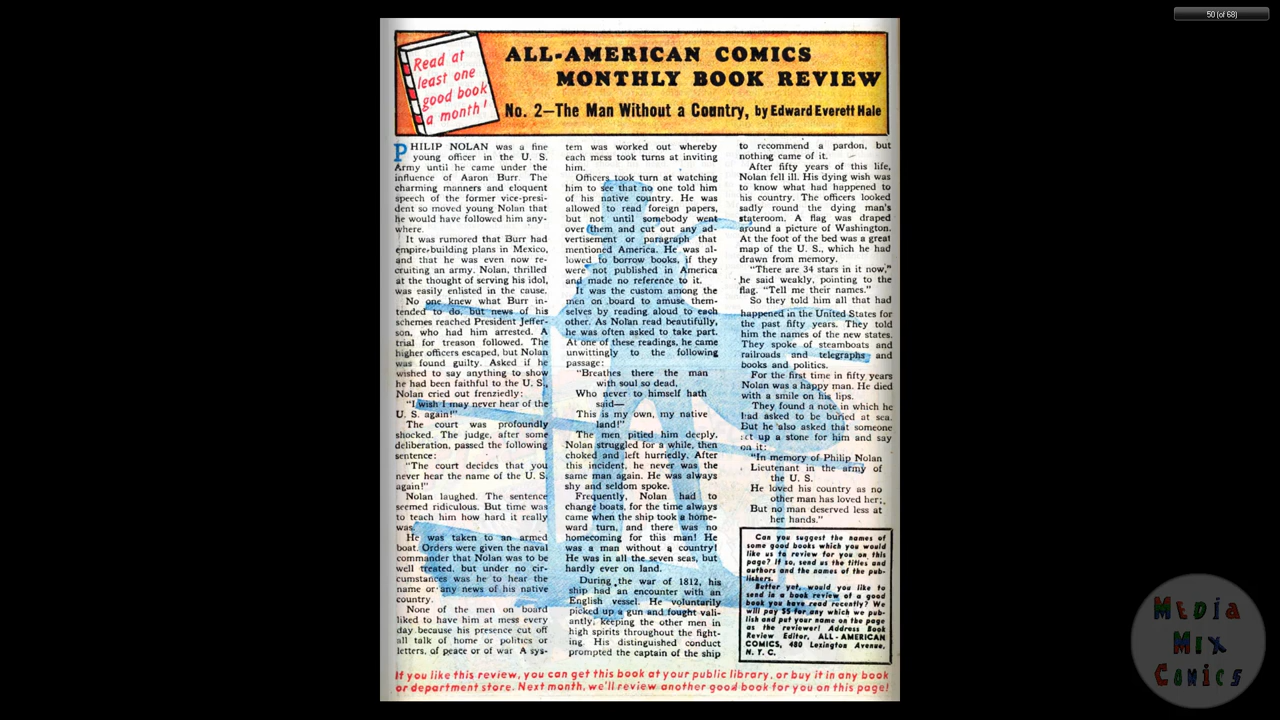 50 (of 68)
Read at
least one
good book
a month!
ALL-AMERICAN COMICS
MONTHLY BOOK REVIEW
No. 2—The Man Without a Country, by Edward Everett Hale
PHILIP NOLAN was a fine
young officer in the U. S.
Army until he came under the
influence of Aaron Burr. The
charming manners and eloquent
speech of the former vice-presi-
dent so moved young Nolan that
he would have followed him any-
where.
It was rumored that Burr had
empire-building plans in Mexico,
and that he was even now re-
cruiting an army. Nolan, thrilled
at the thought of serving his idol,
was easily enlisted in the cause.
No one knew what Burr in-
tended to do, but news of his
schemes reached President Jeffer-
son, who had him arrested. A
trial for treason followed. The
higher officers escaped, but Nolan
was found guilty. Asked if he
wished to say anything to show
he had been faithful to the U. S.,
Nolan cried out frenziedly:
"I wish I may never hear of the
U. S. again!"
The court was profoundly
shocked. The judge, after some
deliberation, passed the following
sentence:
"The court decides that you
never hear the name of the U. S.
again!"
Nolan laughed. The sentence
seemed ridiculous. But time was
to teach him how hard it really
was.
He was taken to an armed
boat. Orders were given the naval
commander that Nolan was to be
well treated, but under no cir-
cumstances was he to hear the
name or any news of his native
country.
None of the men on board
liked to have him at mess every
day because his presence cut off
all talk of home or politics or
letters, of peace or of war. A sys-
tem was worked out whereby
each mess took turns at inviting
him.
Officers took turn at watching
him to see that no one told him
of his native country. He was
allowed to read foreign papers,
but not until somebody went
over them and cut out any ad-
vertisement or paragraph that
mentioned America. He was al-
lowed to borrow books, if they
were not published in America
and made no reference to it.
It was the custom among the
men on board to amuse them-
selves by reading aloud to each
other. As Nolan read beautifully,
he was often asked to take part.
At one of these readings, he came
unwittingly to the following
passage:
"Breathes there the man
with soul so dead,
Who never to himself hath
said—
This is my own, my native
land!"
The men pitied him deeply.
Nolan struggled for a while, then
choked and left hurriedly. After
this incident, he never was the
same man again. He was always
shy and seldom spoke.
Frequently, Nolan had to
change boats, for the time always
came when the ship took a home-
ward turn, and there was no
homecoming for this man! He
was a man without a country!
He was in all the seven seas, but
hardly ever on land.
During the war of 1812, his
ship had an encounter with an
English vessel. He voluntarily
picked up a gun and fought vali-
antly, keeping the other men in
high spirits throughout the fight-
ing. His distinguished conduct
prompted the captain of the ship
to recommend a pardon, but
nothing came of it.
After fifty years of this life,
Nolan fell ill. His dying wish was
to know what had happened to
his country. The officers looked
sadly round the dying man's
stateroom. A flag was draped
around a picture of Washington.
At the foot of the bed was a great
map of the U. S., which he had
drawn from memory.
"There are 34 stars in it now,"
he said weakly, pointing to the
flag. "Tell me their names."
So they told him all that had
happened in the United States for
the past fifty years. They told
him the names of the new states.
They spoke of steamboats and
railroads and telegraphs and
books and politics.
For the first time in fifty years
Nolan was a happy man. He died
with a smile on his lips.
They found a note in which he
had asked to be buried at sea.
But he also asked that someone
set up a stone for him and say
on it:
"In memory of Philip Nolan
Lieutenant in the army of
the U. S.
He loved his country as no
other man has loved her;
But no man deserved less at
her hands."
Can you suggest the names of
some good books which you would
like us to review for you on this
page? If so, send us the titles and
authors and the names of the pub-
lishers.
Better yet, would you like to
send in a book review of a good
book you have read recently? We
will pay $5 for any which we pub-
lish and put your name on the page
as the reviewer! Address Book
Review Editor, ALL-AMERICAN
COMICS, 480 Lexington Avenue,
N. Y. C.
If you like this review, you can get this book at your public library, or buy it in any book
or department store. Next month, we'll review another good book for you on this page!
MEDIA
MIX
COMICS